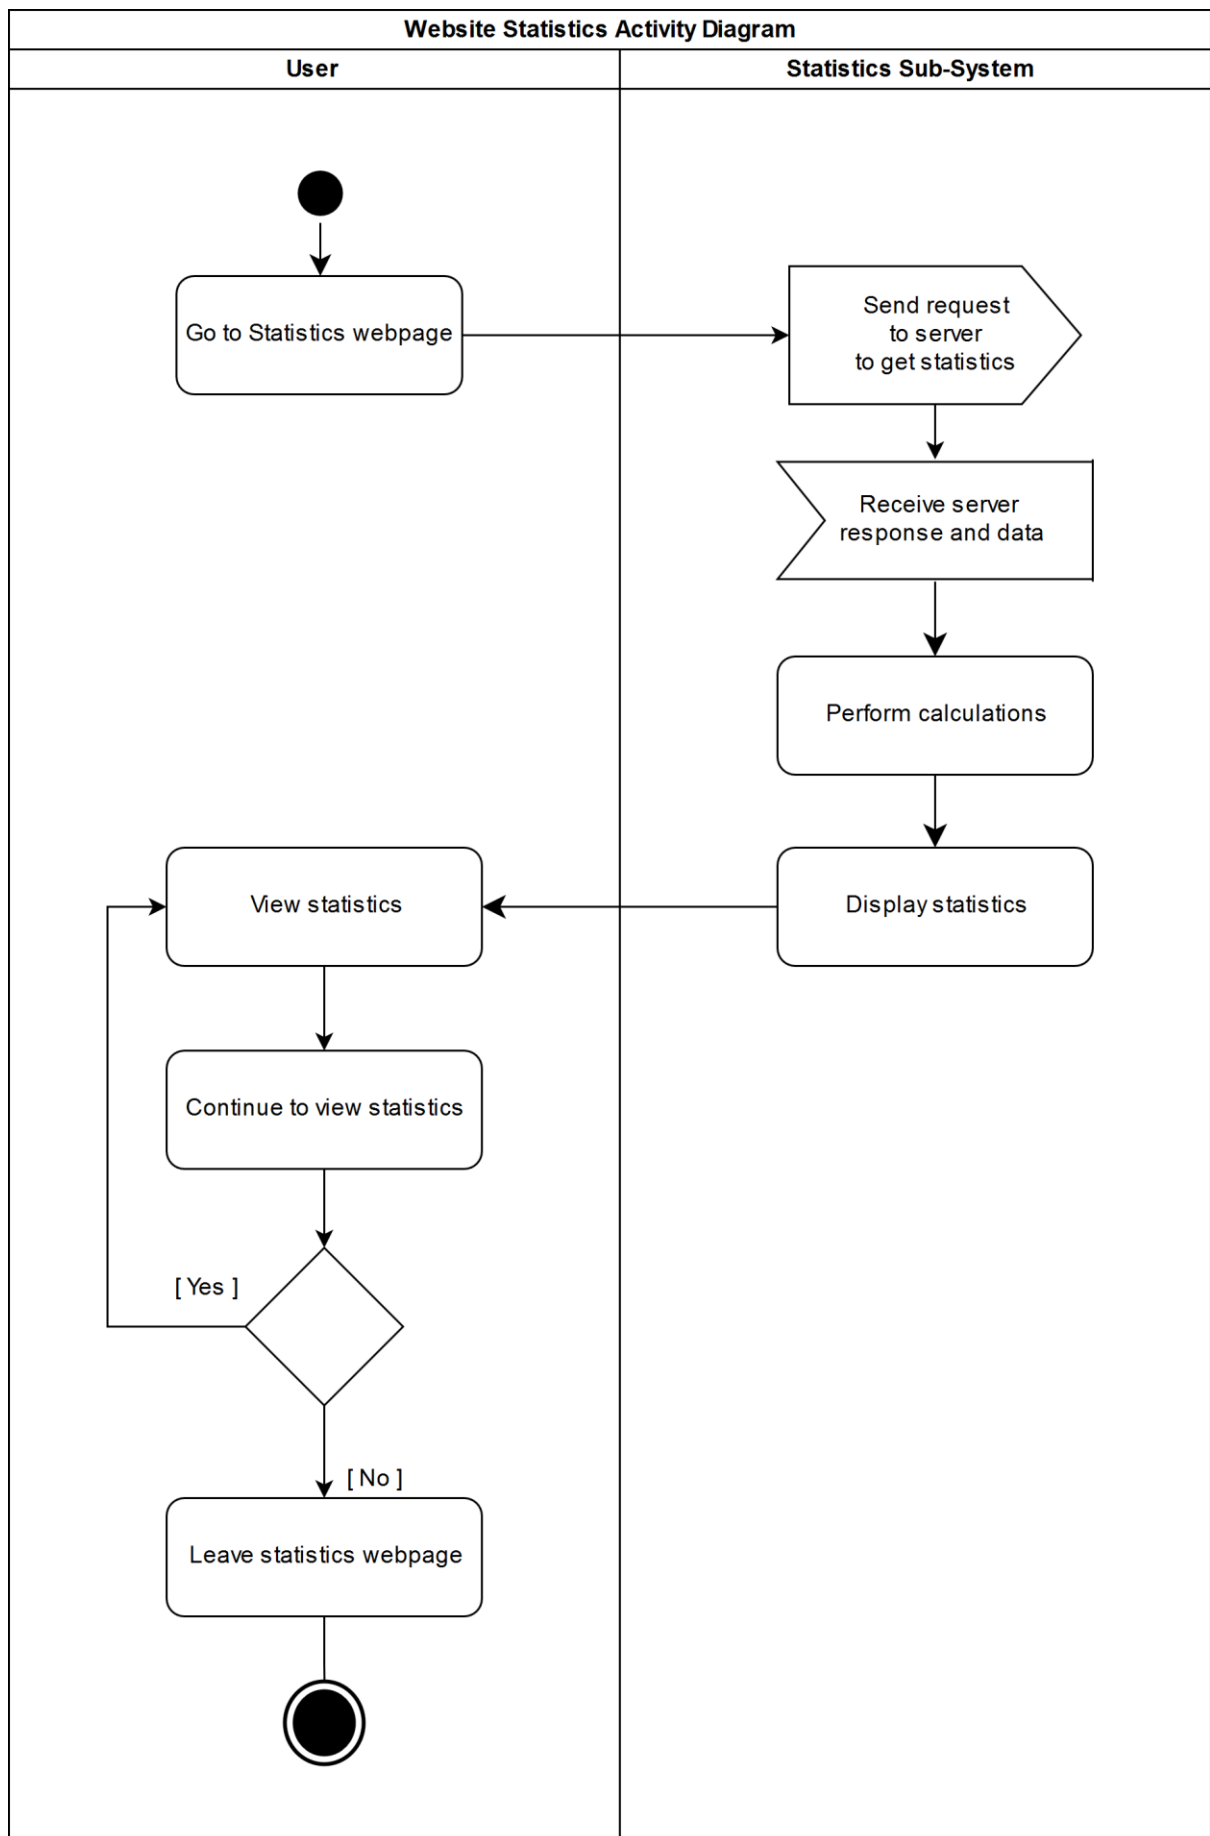 Website Statistics Activity Diagram
User
Statistics Sub-System
Go to Statistics webpage
Send request
to server
to get statistics
Receive server
response and data
Perform calculations
View statistics
Display statistics
Continue to view statistics
[ Yes ]
[ No ]
Leave statistics webpage